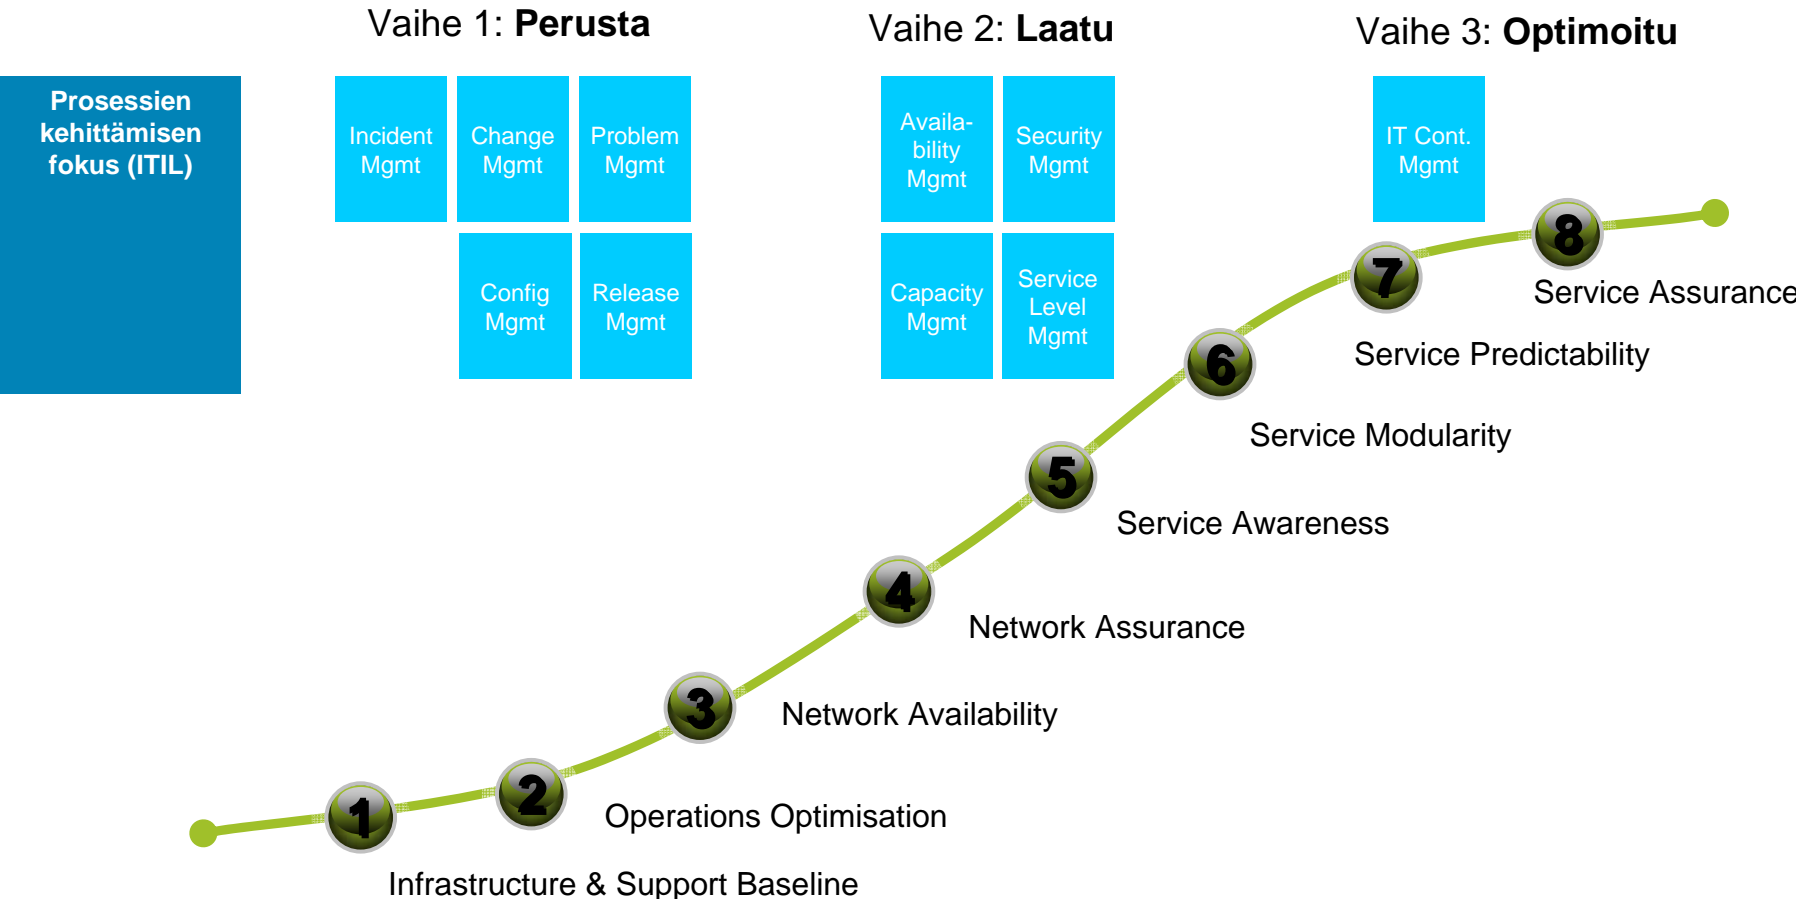 Vaihe 1: Perusta
Vaihe 2: Laatu
Vaihe 3: Optimoitu
Prosessien
kehittämisen
fokus (ITIL)
Incident
Mgmt
Change
Mgmt
Problem
Mgmt
Availa-
bility
Mgmt
Security
Mgmt
IT Cont.
Mgmt
Config
Mgmt
Release
Mgmt
Capacity
Mgmt
Service
Level
Mgmt
8
Service Assurance
7
Service Predictability
6
Service Modularity
5
Service Awareness
4
Network Assurance
3
Network Availability
2
Operations Optimisation
1
Infrastructure & Support Baseline